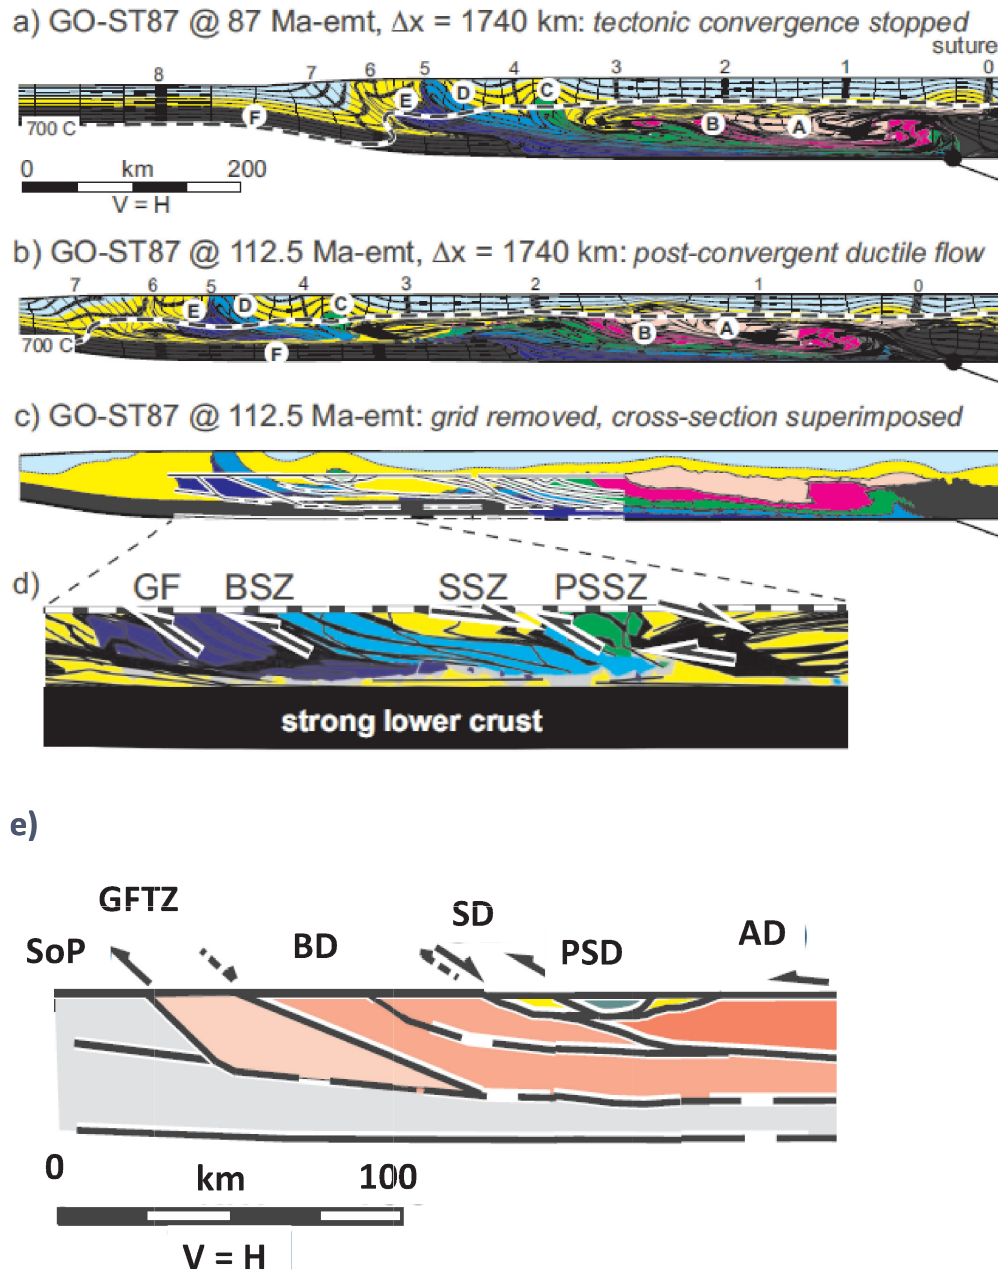 a) GO-ST87 @ 87 Ma-emt, Δx = 1740 km: tectonic convergence stopped
suture
8 7 6 5 4 3 2 1 0
E D C
F B A
700 C
0 km 200
V = H
b) GO-ST87 @ 112.5 Ma-emt, Δx = 1740 km: post-convergent ductile flow
7 6 5 4 3 2 1 0
E D C
B A
700 C F
c) GO-ST87 @ 112.5 Ma-emt: grid removed, cross-section superimposed
d) GF BSZ SSZ PSSZ
strong lower crust
e)
GFTZ
SD
SoP BD PSD AD
0 km 100
V = H